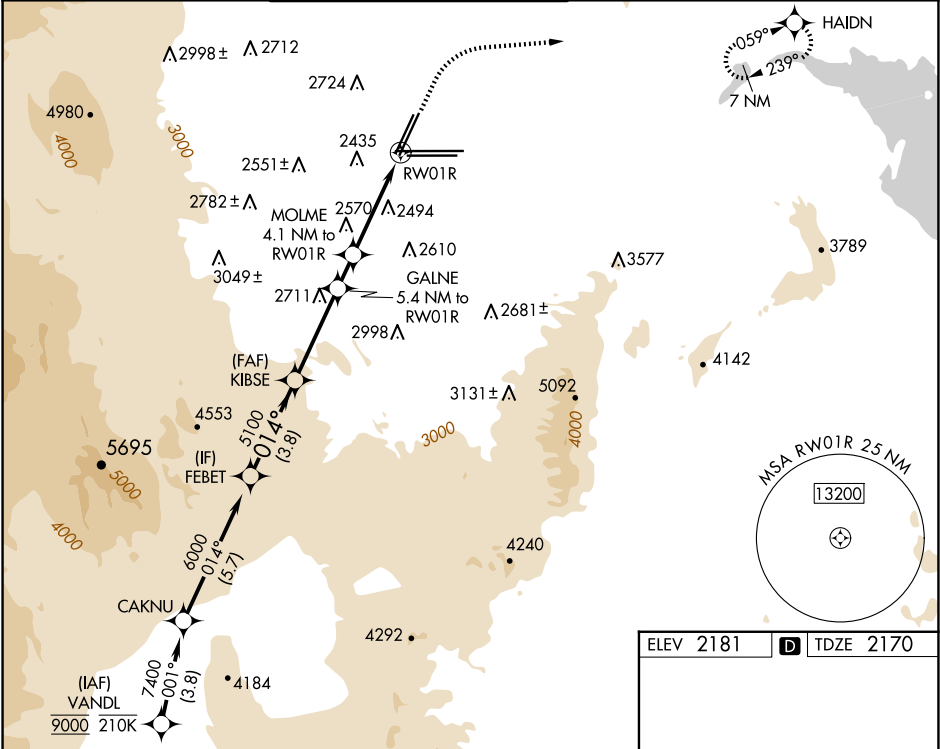 HAIDN
059°
239°
7 NM
2998±
2712
2724
4980
4000
3000
2435
2551±
RW01R
2782±
2570
2494
MOLME
4.1 NM to
RW01R
2610
3577
3789
3049±
GALNE
5.4 NM to
RW01R
2711
2681±
2998
(FAF)
KIBSE
4142
3131±
5092
4000
4553
5100
014°
(3.8)
3000
5695
5000
(IF)
FEBET
MSA RW01R 25 NM
13200
4000
6000
014°
(5.7)
4240
CAKNU
4292
ELEV 2181
D
TDZE 2170
7400
001°
(3.8)
4184
(IAF)
VANDL
9000 210K